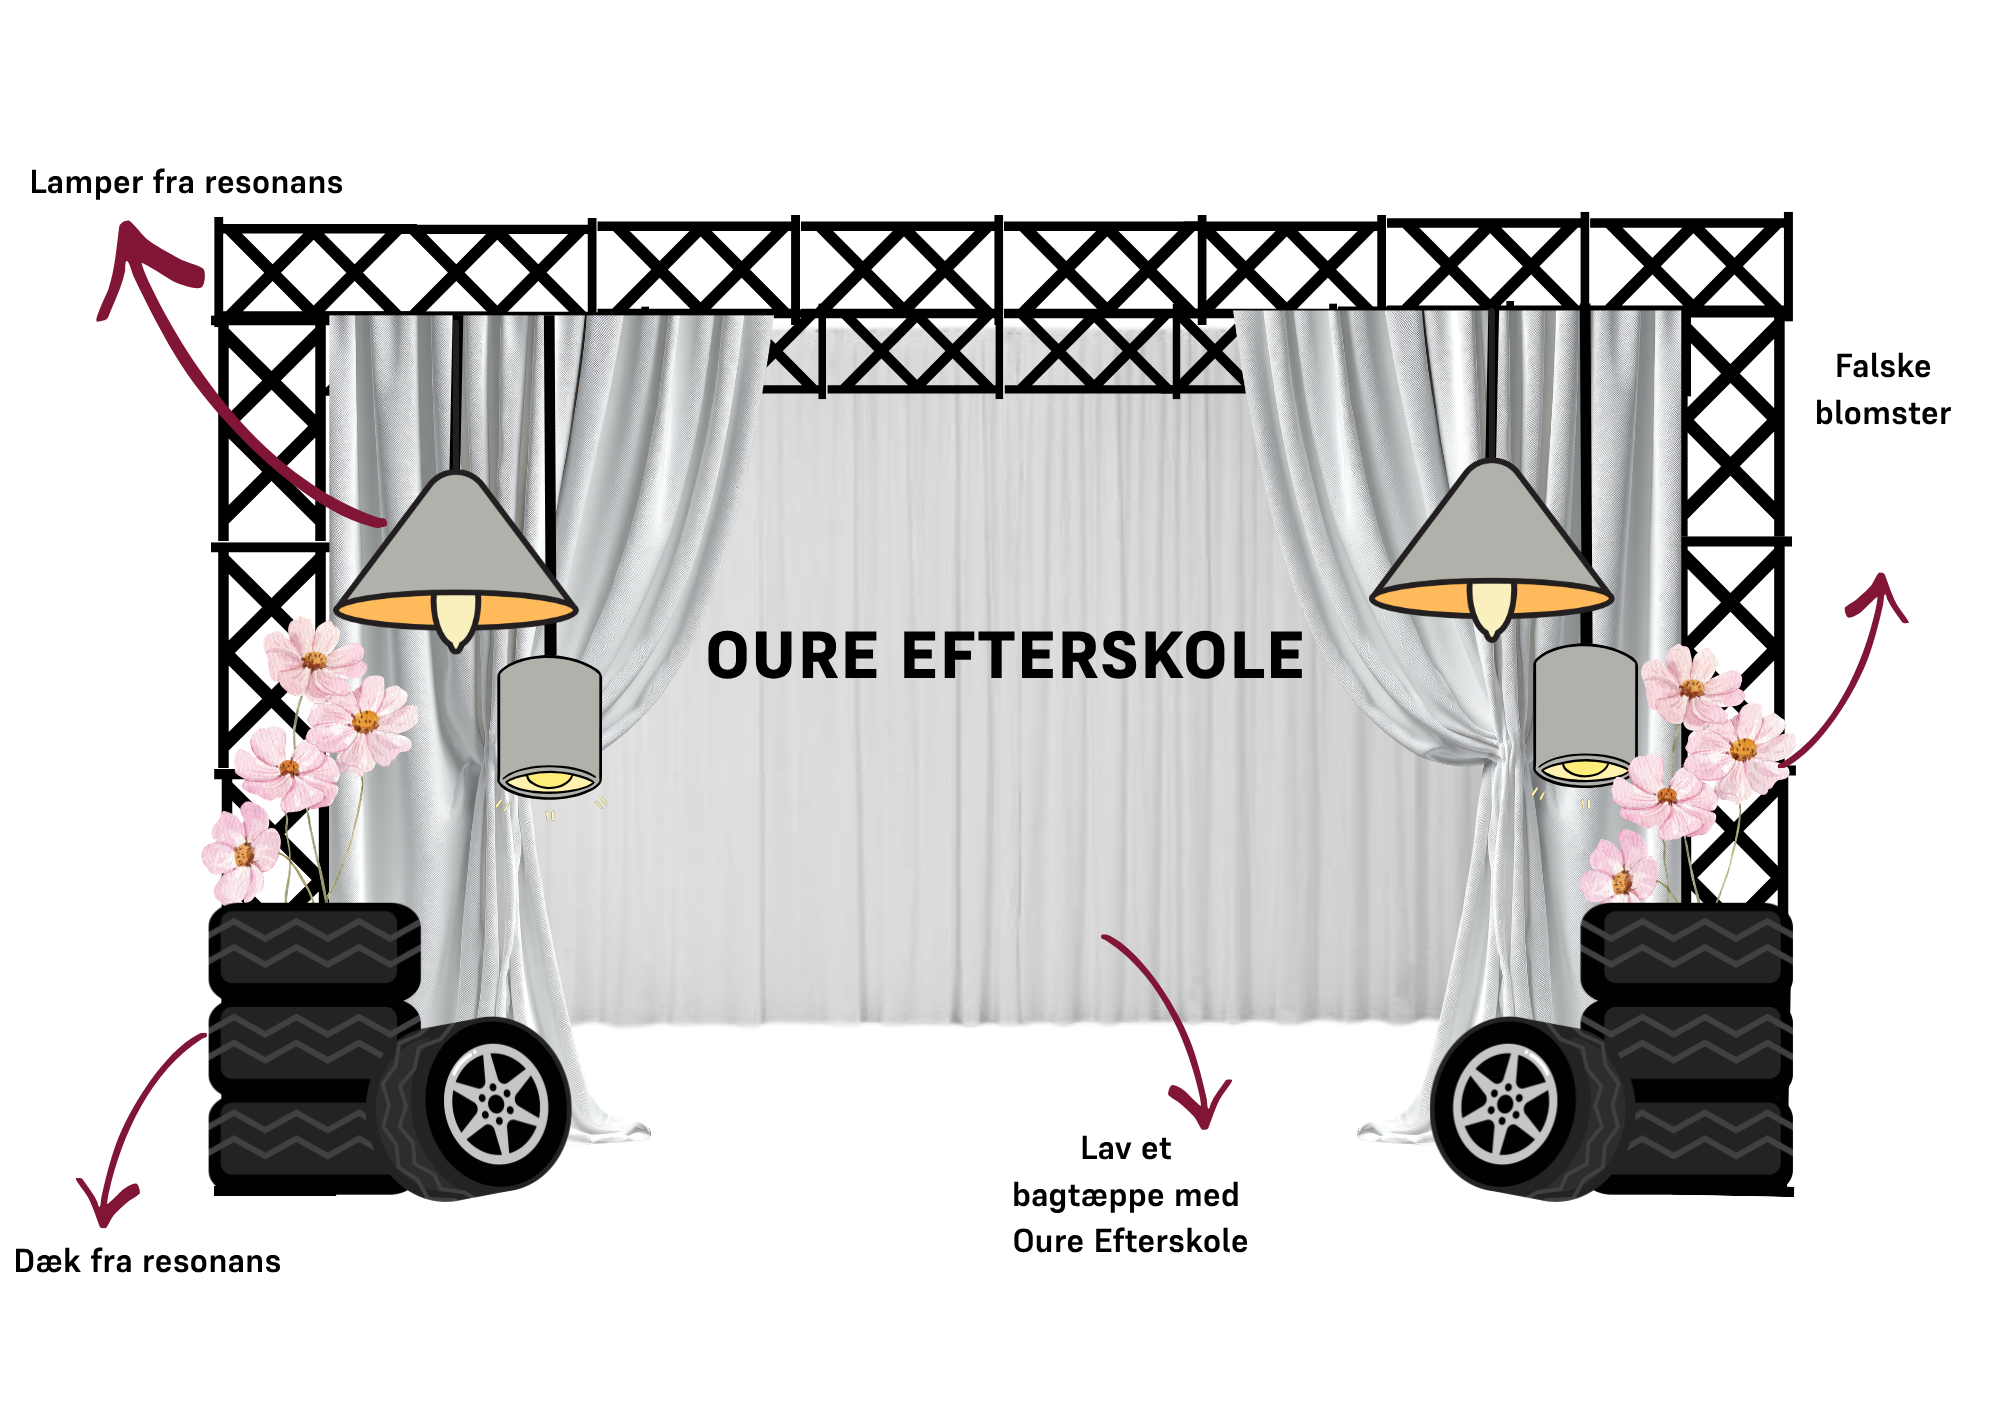 Lamper fra resonans
Falske
blomster
OURE EFTERSKOLE
Lav et
bagtæppe med
Oure Efterskole
Dæk fra resonans